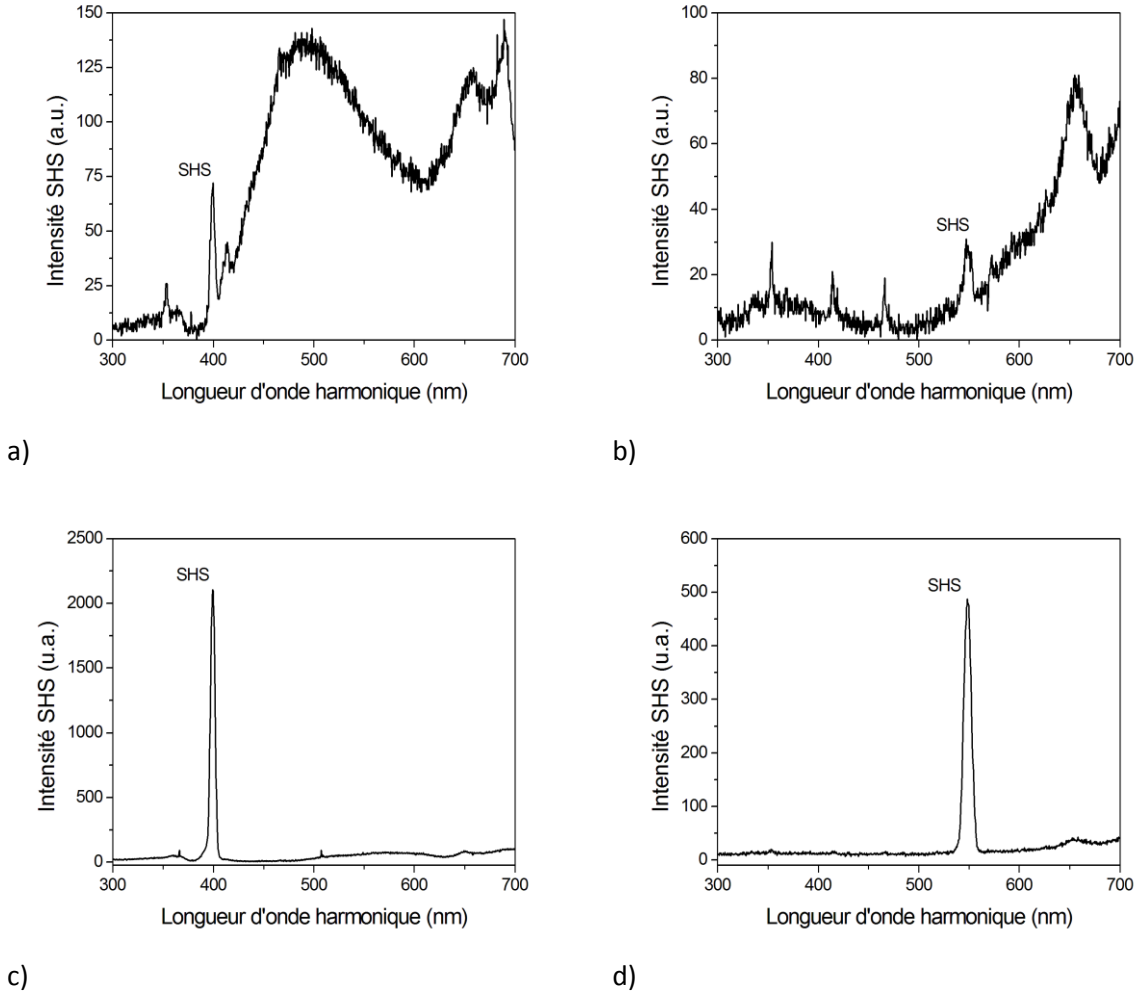 150
125
100
75
50
25
0
Intensité SHS (a.u.)
SHS
300 400 500 600 700
Longueur d'onde harmonique (nm)
a)
100
80
60
40
20
0
Intensité SHS (a.u.)
SHS
300 400 500 600 700
Longueur d'onde harmonique (nm)
b)
2500
2000
1500
1000
500
0
Intensité SHS (u.a.)
SHS
300 400 500 600 700
Longueur d'onde harmonique (nm)
c)
600
500
400
300
200
100
0
Intensité SHS (u.a.)
SHS
300 400 500 600 700
Longueur d'onde harmonique (nm)
d)